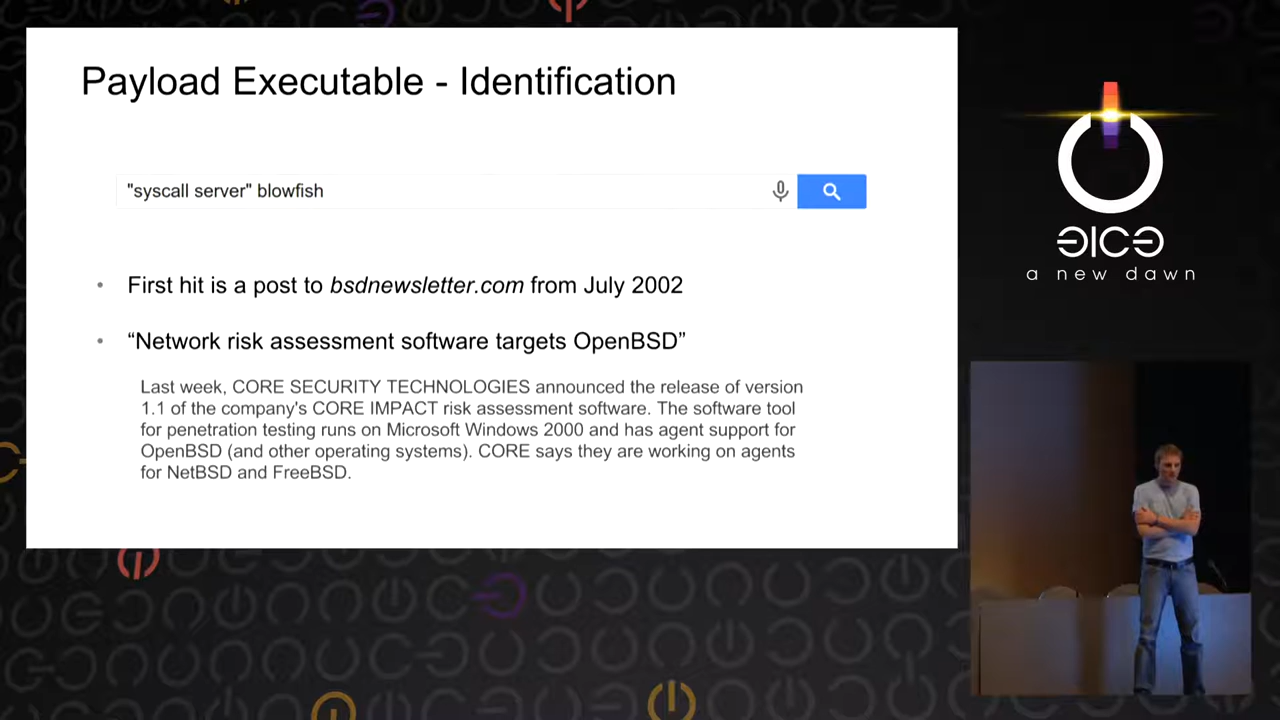 Payload Executable - Identification
"syscall server" blowfish
• First hit is a post to bsdnewsletter.com from July 2002
• “Network risk assessment software targets OpenBSD”
Last week, CORE SECURITY TECHNOLOGIES announced the release of version
1.1 of the company's CORE IMPACT risk assessment software. The software tool
for penetration testing runs on Microsoft Windows 2000 and has agent support for
OpenBSD (and other operating systems). CORE says they are working on agents
for NetBSD and FreeBSD.
ƏICƏ
a new dawn